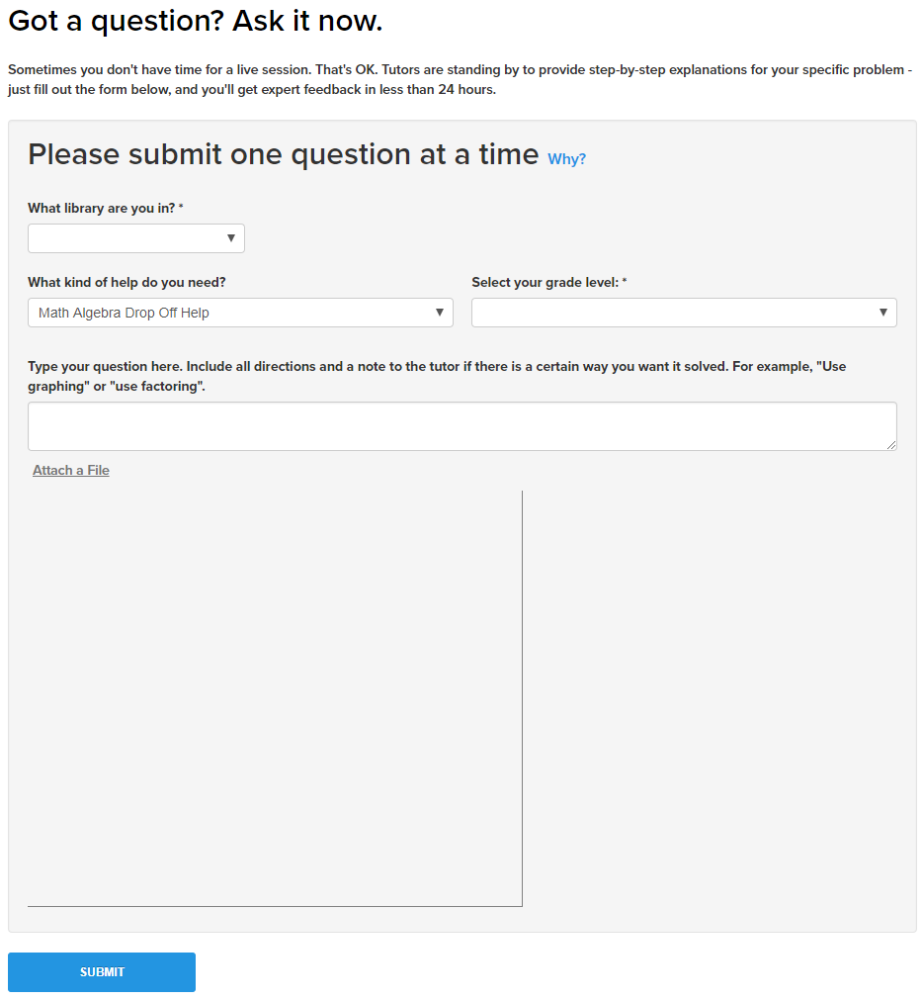 Got a question? Ask it now.
Sometimes you don't have time for a live session. That's OK. Tutors are standing by to provide step-by-step explanations for your specific problem -
just fill out the form below, and you'll get expert feedback in less than 24 hours.
Please submit one question at a time Why?
What library are you in? *
What kind of help do you need?
Select your grade level: *
Math Algebra Drop Off Help
Type your question here. Include all directions and a note to the tutor if there is a certain way you want it solved. For example, "Use
graphing" or "use factoring".
Attach a File
SUBMIT